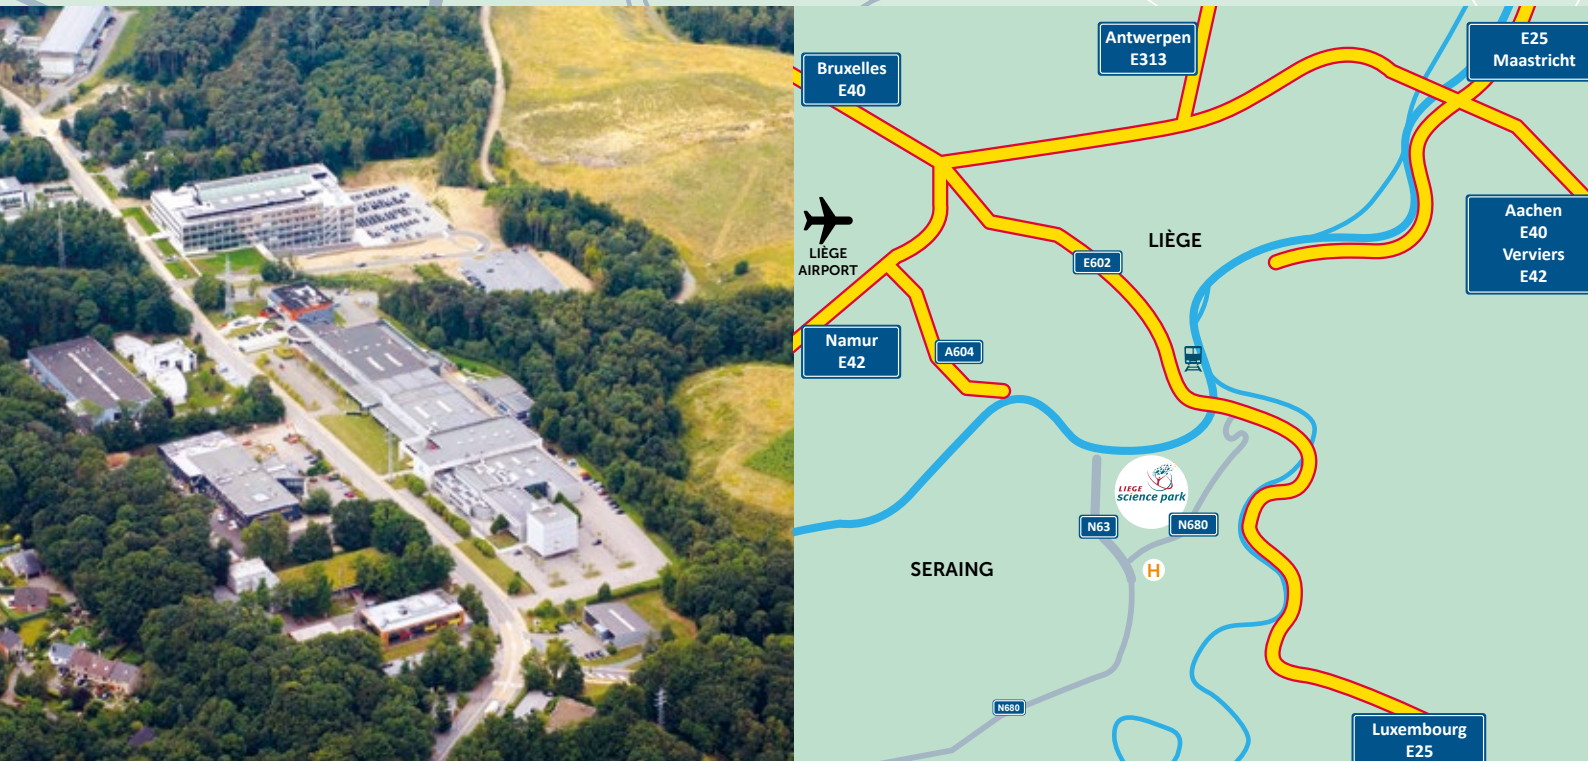 Antwerpen
E313
E25
Maastricht
Bruxelles
E40
LIÈGE
AIRPORT
LIÈGE
E602
Aachen
E40
Verviers
E42
Namur
E42
A604
LIEGE
science park
N63
N680
SERAING
H
N680
Luxembourg
E25